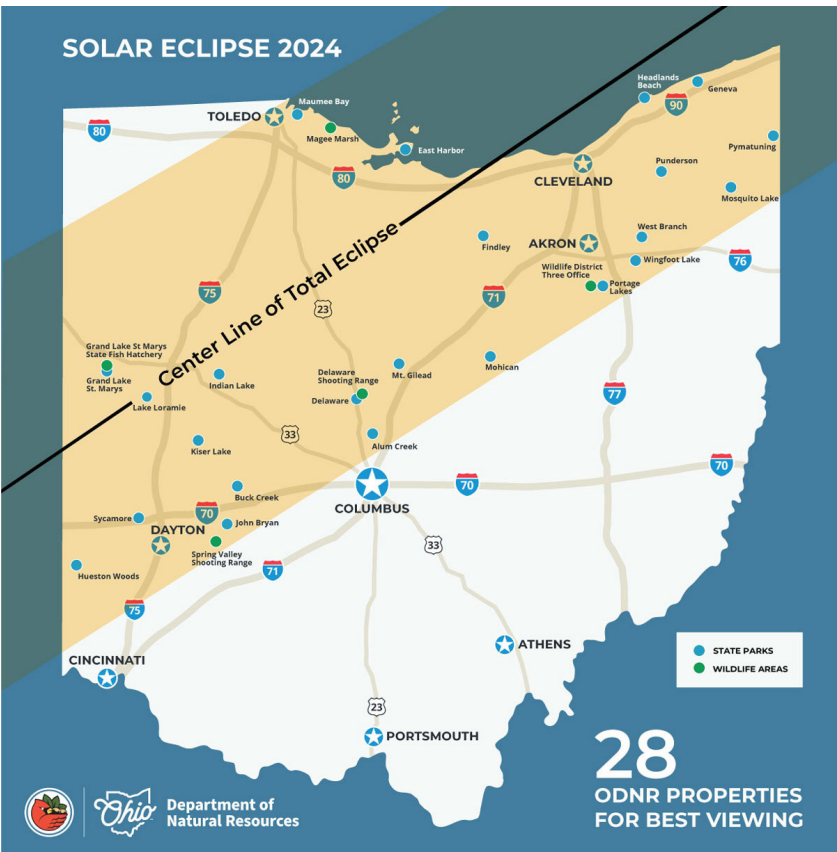 SOLAR ECLIPSE 2024
Headlands
Beach
Geneva
90
Maumee Bay
TOLEDO
80
Magee Marsh
East Harbor
Pymatuning
Punderson
80
CLEVELAND
Mosquito Lake
West Branch
Findley
AKRON
Wingfoot Lake
76
Wildlife District
Three Office
Portage
Lakes
75
71
23
Center Line of Total Eclipse
Grand Lake St Marys
State Fish Hatchery
Grand Lake
St. Marys
Indian Lake
Delaware
Shooting Range
Mt. Gilead
Mohican
Delaware
Lake Loramie
77
33
Alum Creek
Kiser Lake
70
70
Buck Creek
COLUMBUS
70
Sycamore
John Bryan
DAYTON
Spring Valley
Shooting Range
33
71
Hueston Woods
75
ATHENS
STATE PARKS
WILDLIFE AREAS
CINCINNATI
23
PORTSMOUTH
28
ODNR PROPERTIES
FOR BEST VIEWING
Ohio
Department of
Natural Resources